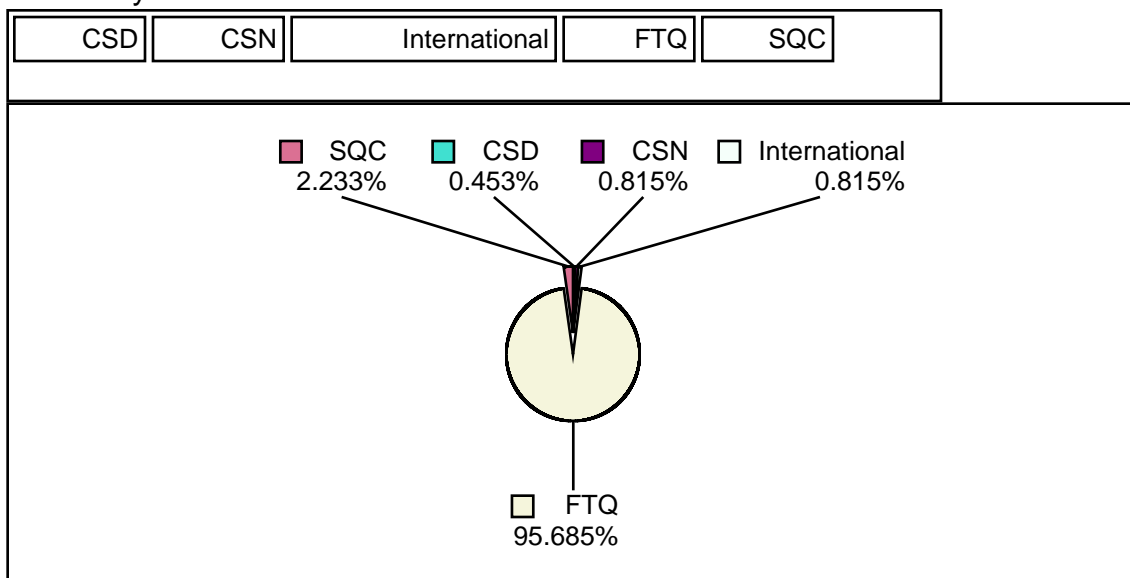 CSD CSN International FTQ SQC
SQC CSD CSN International
2.233% 0.453% 0.815% 0.815%
FTQ
95.685%